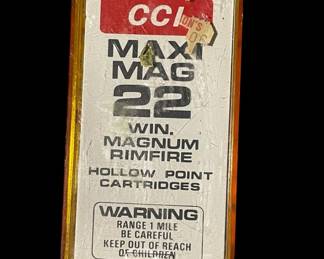 CCI
MAXI
MAG
22
WIN.
MAGNUM
RIMFIRE
HOLLOW POINT
CARTRIDGES
WARNING
RANGE 1 MILE
BE CAREFUL
KEEP OUT OF REACH
OF CHILDREN